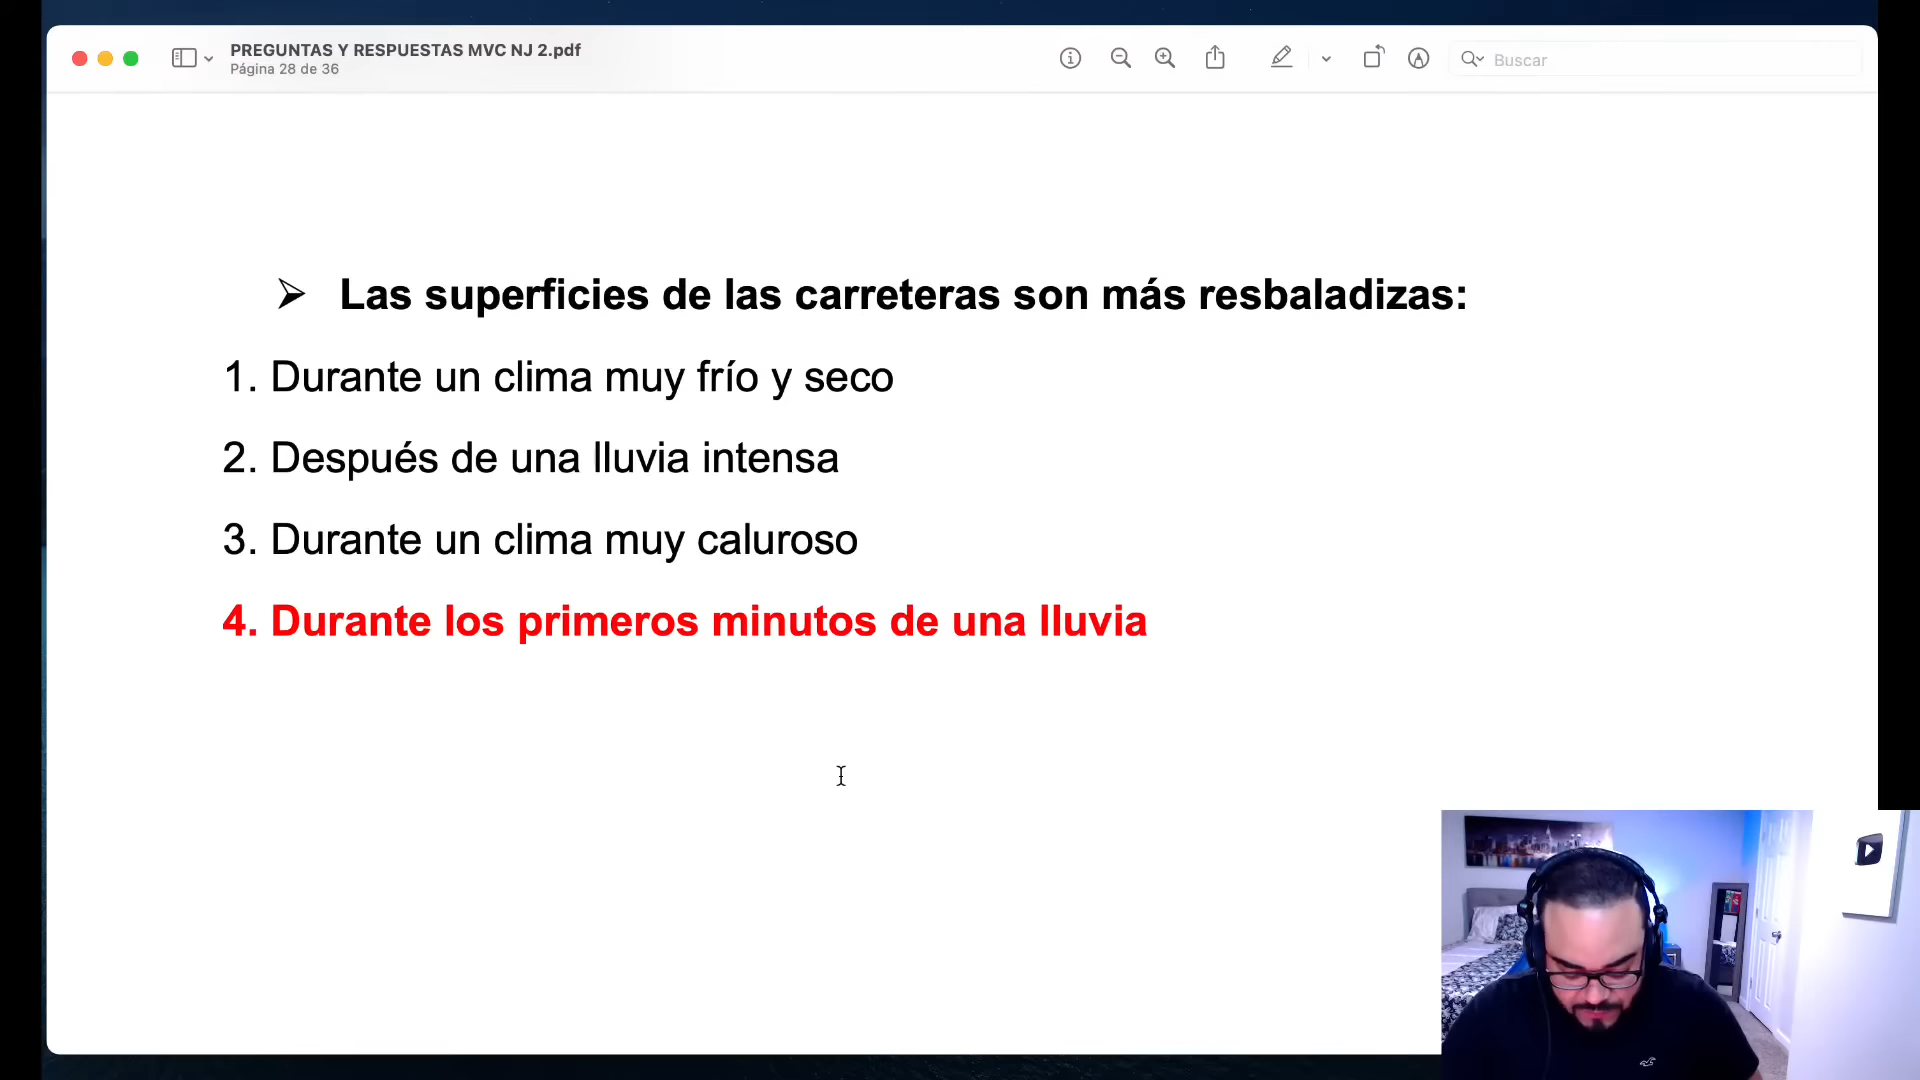 PREGUNTAS Y RESPUESTAS MVC NJ 2.pdf
Página 28 de 36
Buscar
➢ Las superficies de las carreteras son más resbaladizas:
1. Durante un clima muy frío y seco
2. Después de una lluvia intensa
3. Durante un clima muy caluroso
4. Durante los primeros minutos de una lluvia